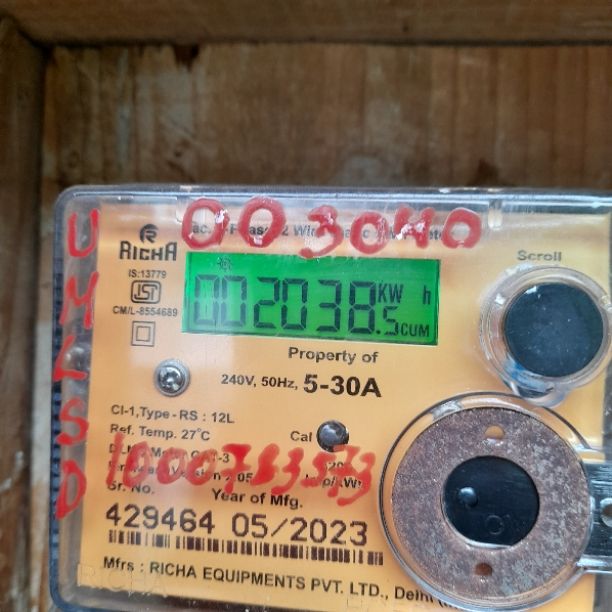 003040
UMLSD
RICHA
Scroll
IS:13779
ISI
CM/L-8554689
002038.5 KW h
CUM
Property of
240V, 50Hz, 5-30A
Cl-1, Type - RS : 12L
Cal
Ref. Temp. 27°C
Sr. No.
Year of Mfg.
429464 05/2023
Mfrs : RICHA EQUIPMENTS PVT. LTD., Delhi